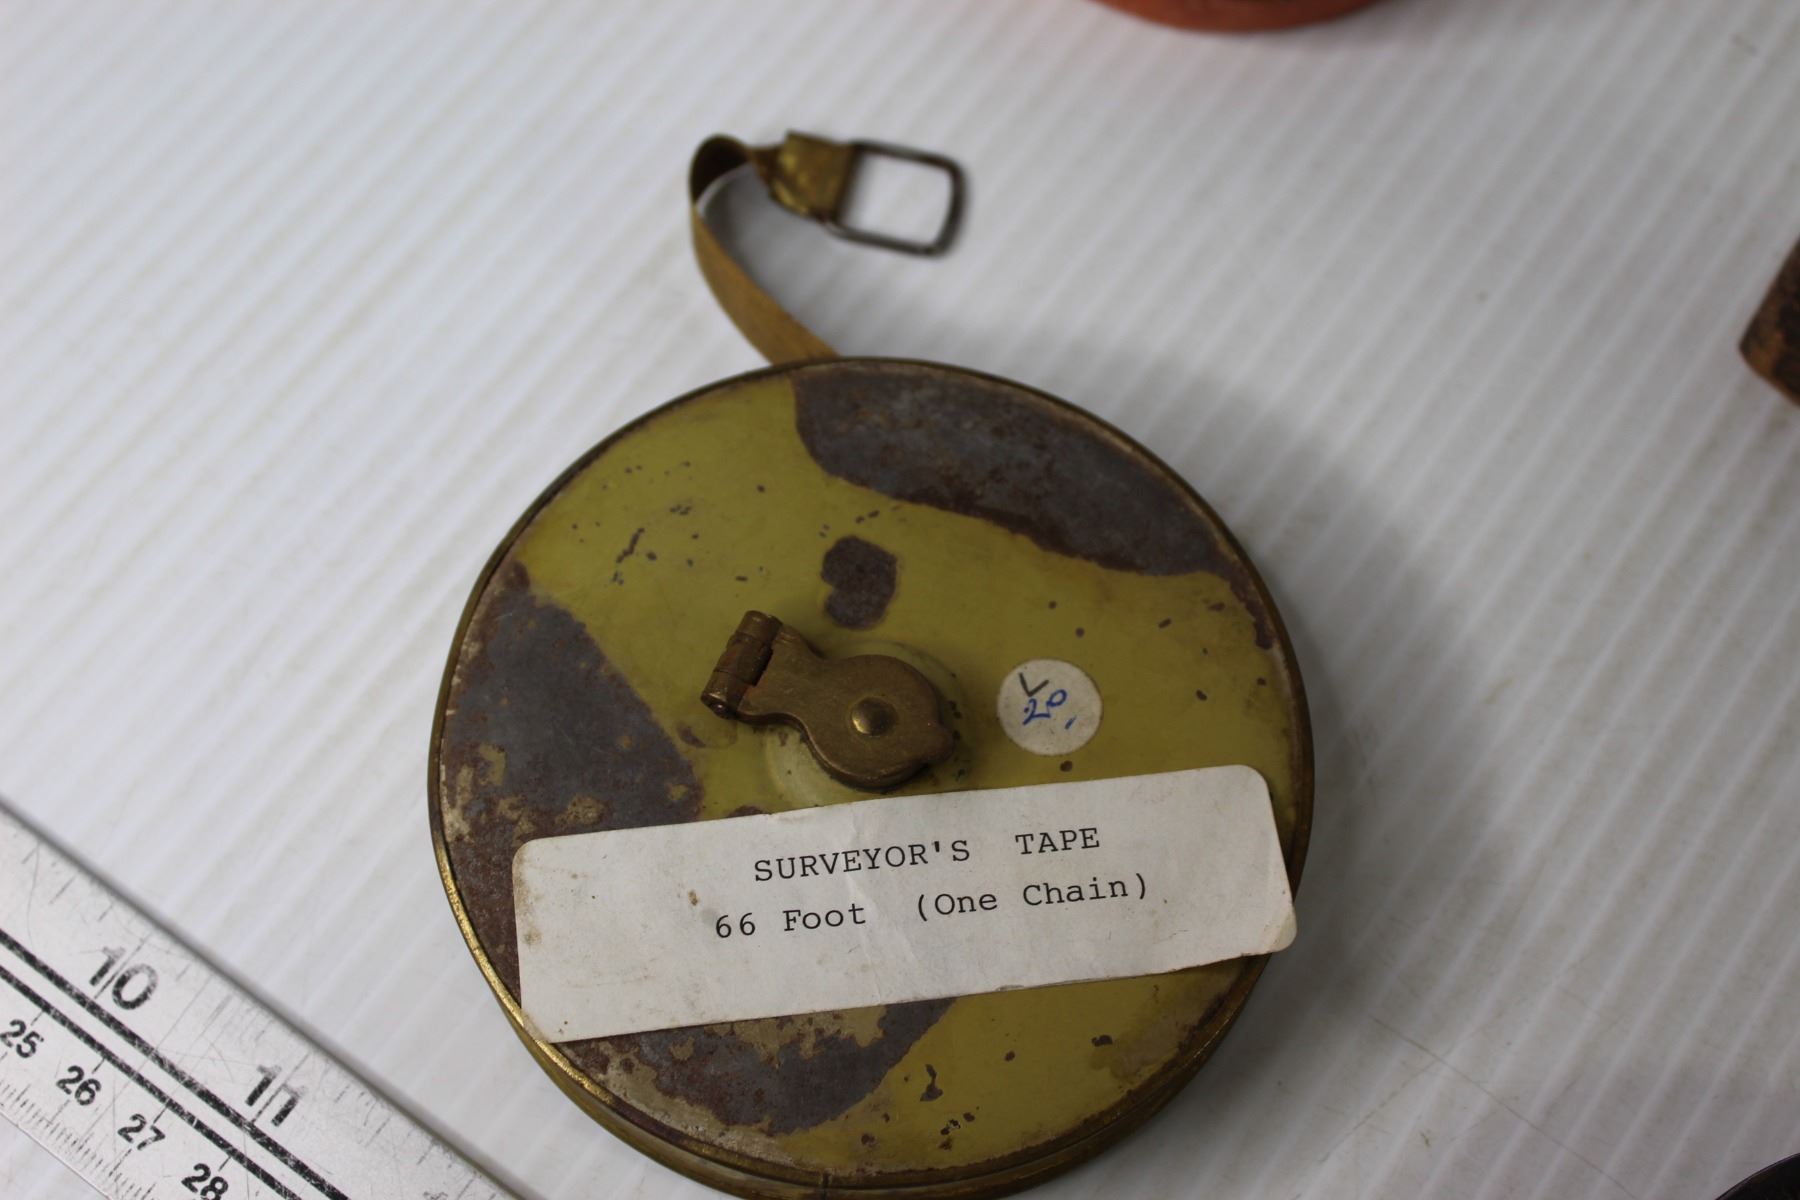 V
20
SURVEYOR'S TAPE
66 Foot (One Chain)
10
11
25
26
27
28